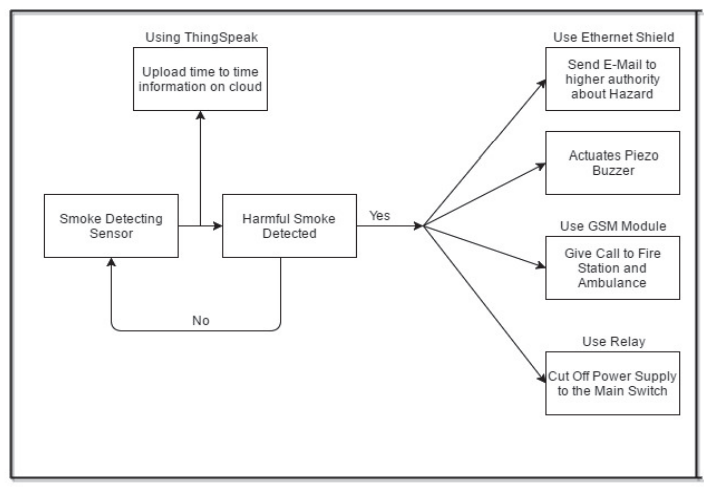 Using ThingSpeak
Upload time to time
information on cloud
Smoke Detecting
Sensor
Harmful Smoke
Detected
Yes
No
Use Ethernet Shield
Send E-Mail to
higher authority
about Hazard
Actuates Piezo
Buzzer
Use GSM Module
Give Call to Fire
Station and
Ambulance
Use Relay
Cut Off Power Supply
to the Main Switch